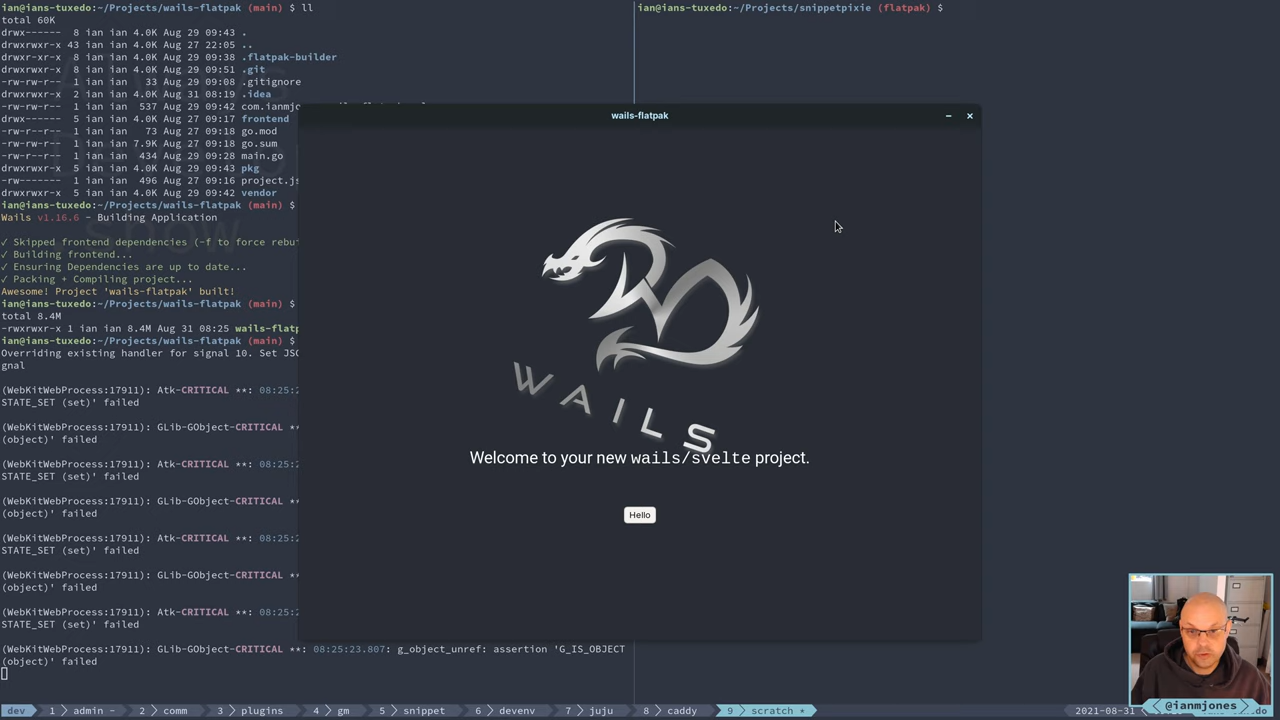 ian@ians-tuxedo:~/Projects/wails-flatpak (main) $ ll
total 60K
drwx------  8 ian ian 4.0K Aug 29 09:43 .
drwxrwxr-x 43 ian ian 4.0K Aug 27 22:05 ..
drwxr-xr-x  8 ian ian 4.0K Aug 29 09:38 .flatpak-builder
drwxrwxr-x  8 ian ian 4.0K Aug 29 09:51 .git
-rw-rw-r--  1 ian ian   33 Aug 29 09:08 .gitignore
drwxrwxr-x  2 ian ian 4.0K Aug 31 08:19 .idea
-rw-rw-r--  1 ian ian  537 Aug 29 09:42 com.ianmj
drwxrwxr-x  5 ian ian 4.0K Aug 27 09:17 frontend
-rw-rw-r--  1 ian ian   73 Aug 27 09:18 go.mod
-rw-rw-r--  1 ian ian 7.9K Aug 27 09:18 go.sum
-rw-rw-r--  1 ian ian  434 Aug 29 09:28 main.go
drwxrwxr-x  5 ian ian 4.0K Aug 29 09:43 pkg
-rw-------  1 ian ian  496 Aug 27 09:16 project.js
drwxrwxr-x  5 ian ian 4.0K Aug 29 09:42 vendor
ian@ians-tuxedo:~/Projects/wails-flatpak (main) $
Wails v1.16.6 - Building Application
✓ Skipped frontend dependencies (-f to force rebu
✓ Building frontend...
✓ Ensuring Dependencies are up to date...
✓ Packing + Compiling project...
Awesome! Project 'wails-flatpak' built!
ian@ians-tuxedo:~/Projects/wails-flatpak (main) $
total 8.4M
-rwxrwxr-x 1 ian ian 8.4M Aug 31 08:25 wails-flatp
ian@ians-tuxedo:~/Projects/wails-flatpak (main) $
Overriding existing handler for signal 10. Set JSC
gnal
(WebKitWebProcess:17911): Atk-CRITICAL **: 08:25:2
STATE_SET (set)' failed
(WebKitWebProcess:17911): GLib-GObject-CRITICAL **
(object)' failed
(WebKitWebProcess:17911): Atk-CRITICAL **: 08:25:2
STATE_SET (set)' failed
(WebKitWebProcess:17911): GLib-GObject-CRITICAL **
(object)' failed
(WebKitWebProcess:17911): Atk-CRITICAL **: 08:25:2
STATE_SET (set)' failed
(WebKitWebProcess:17911): GLib-GObject-CRITICAL **
(object)' failed
(WebKitWebProcess:17911): Atk-CRITICAL **: 08:25:2
STATE_SET (set)' failed
(WebKitWebProcess:17911): GLib-GObject-CRITICAL **: 08:25:23.807: g_object_unref: assertion 'G_IS_OBJECT
(object)' failed
ian@ians-tuxedo:~/Projects/snippetpixie (flatpak) $
wails-flatpak
WAILS
Welcome to your new wails/svelte project.
Hello
dev 1 admin - 2 comm 3 plugins 4 gm 5 snippet 6 devenv 7 juju 8 caddy 9 scratch * 2021-08-31
@ianmjones